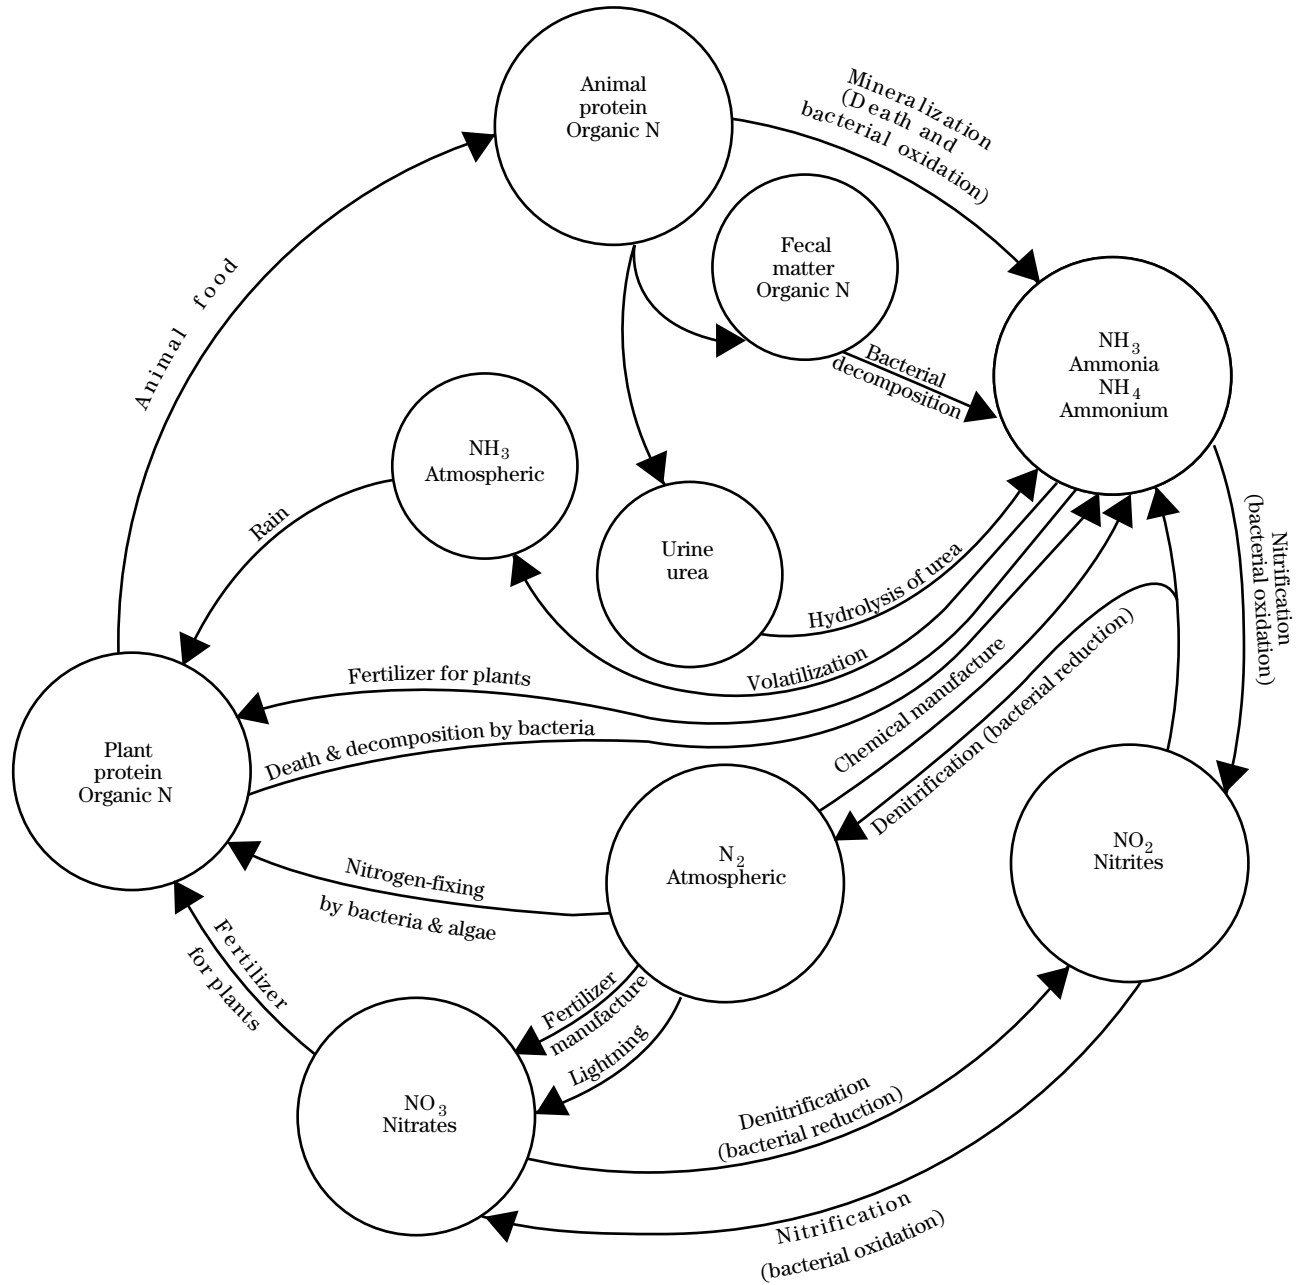 Animal
protein
Organic N
Mineralization
(Death and
bacterial oxidation)
Fecal
matter
Organic N
Animal food
NH3
Ammonia
NH4
Ammonium
Bacterial
decomposition
NH3
Atmospheric
Rain
Urine
urea
Nitrification
(bacterial oxidation)
Hydrolysis of urea
Volatilization
Fertilizer for plants
Chemical manufacture
Denitrification (bacterial reduction)
Death & decomposition by bacteria
Plant
protein
Organic N
N2
Atmospheric
NO2
Nitrites
Nitrogen-fixing
by bacteria & algae
Fertilizer
for plants
Fertilizer
manufacture
Lightning
NO3
Nitrates
Denitrification
(bacterial reduction)
Nitrification
(bacterial oxidation)